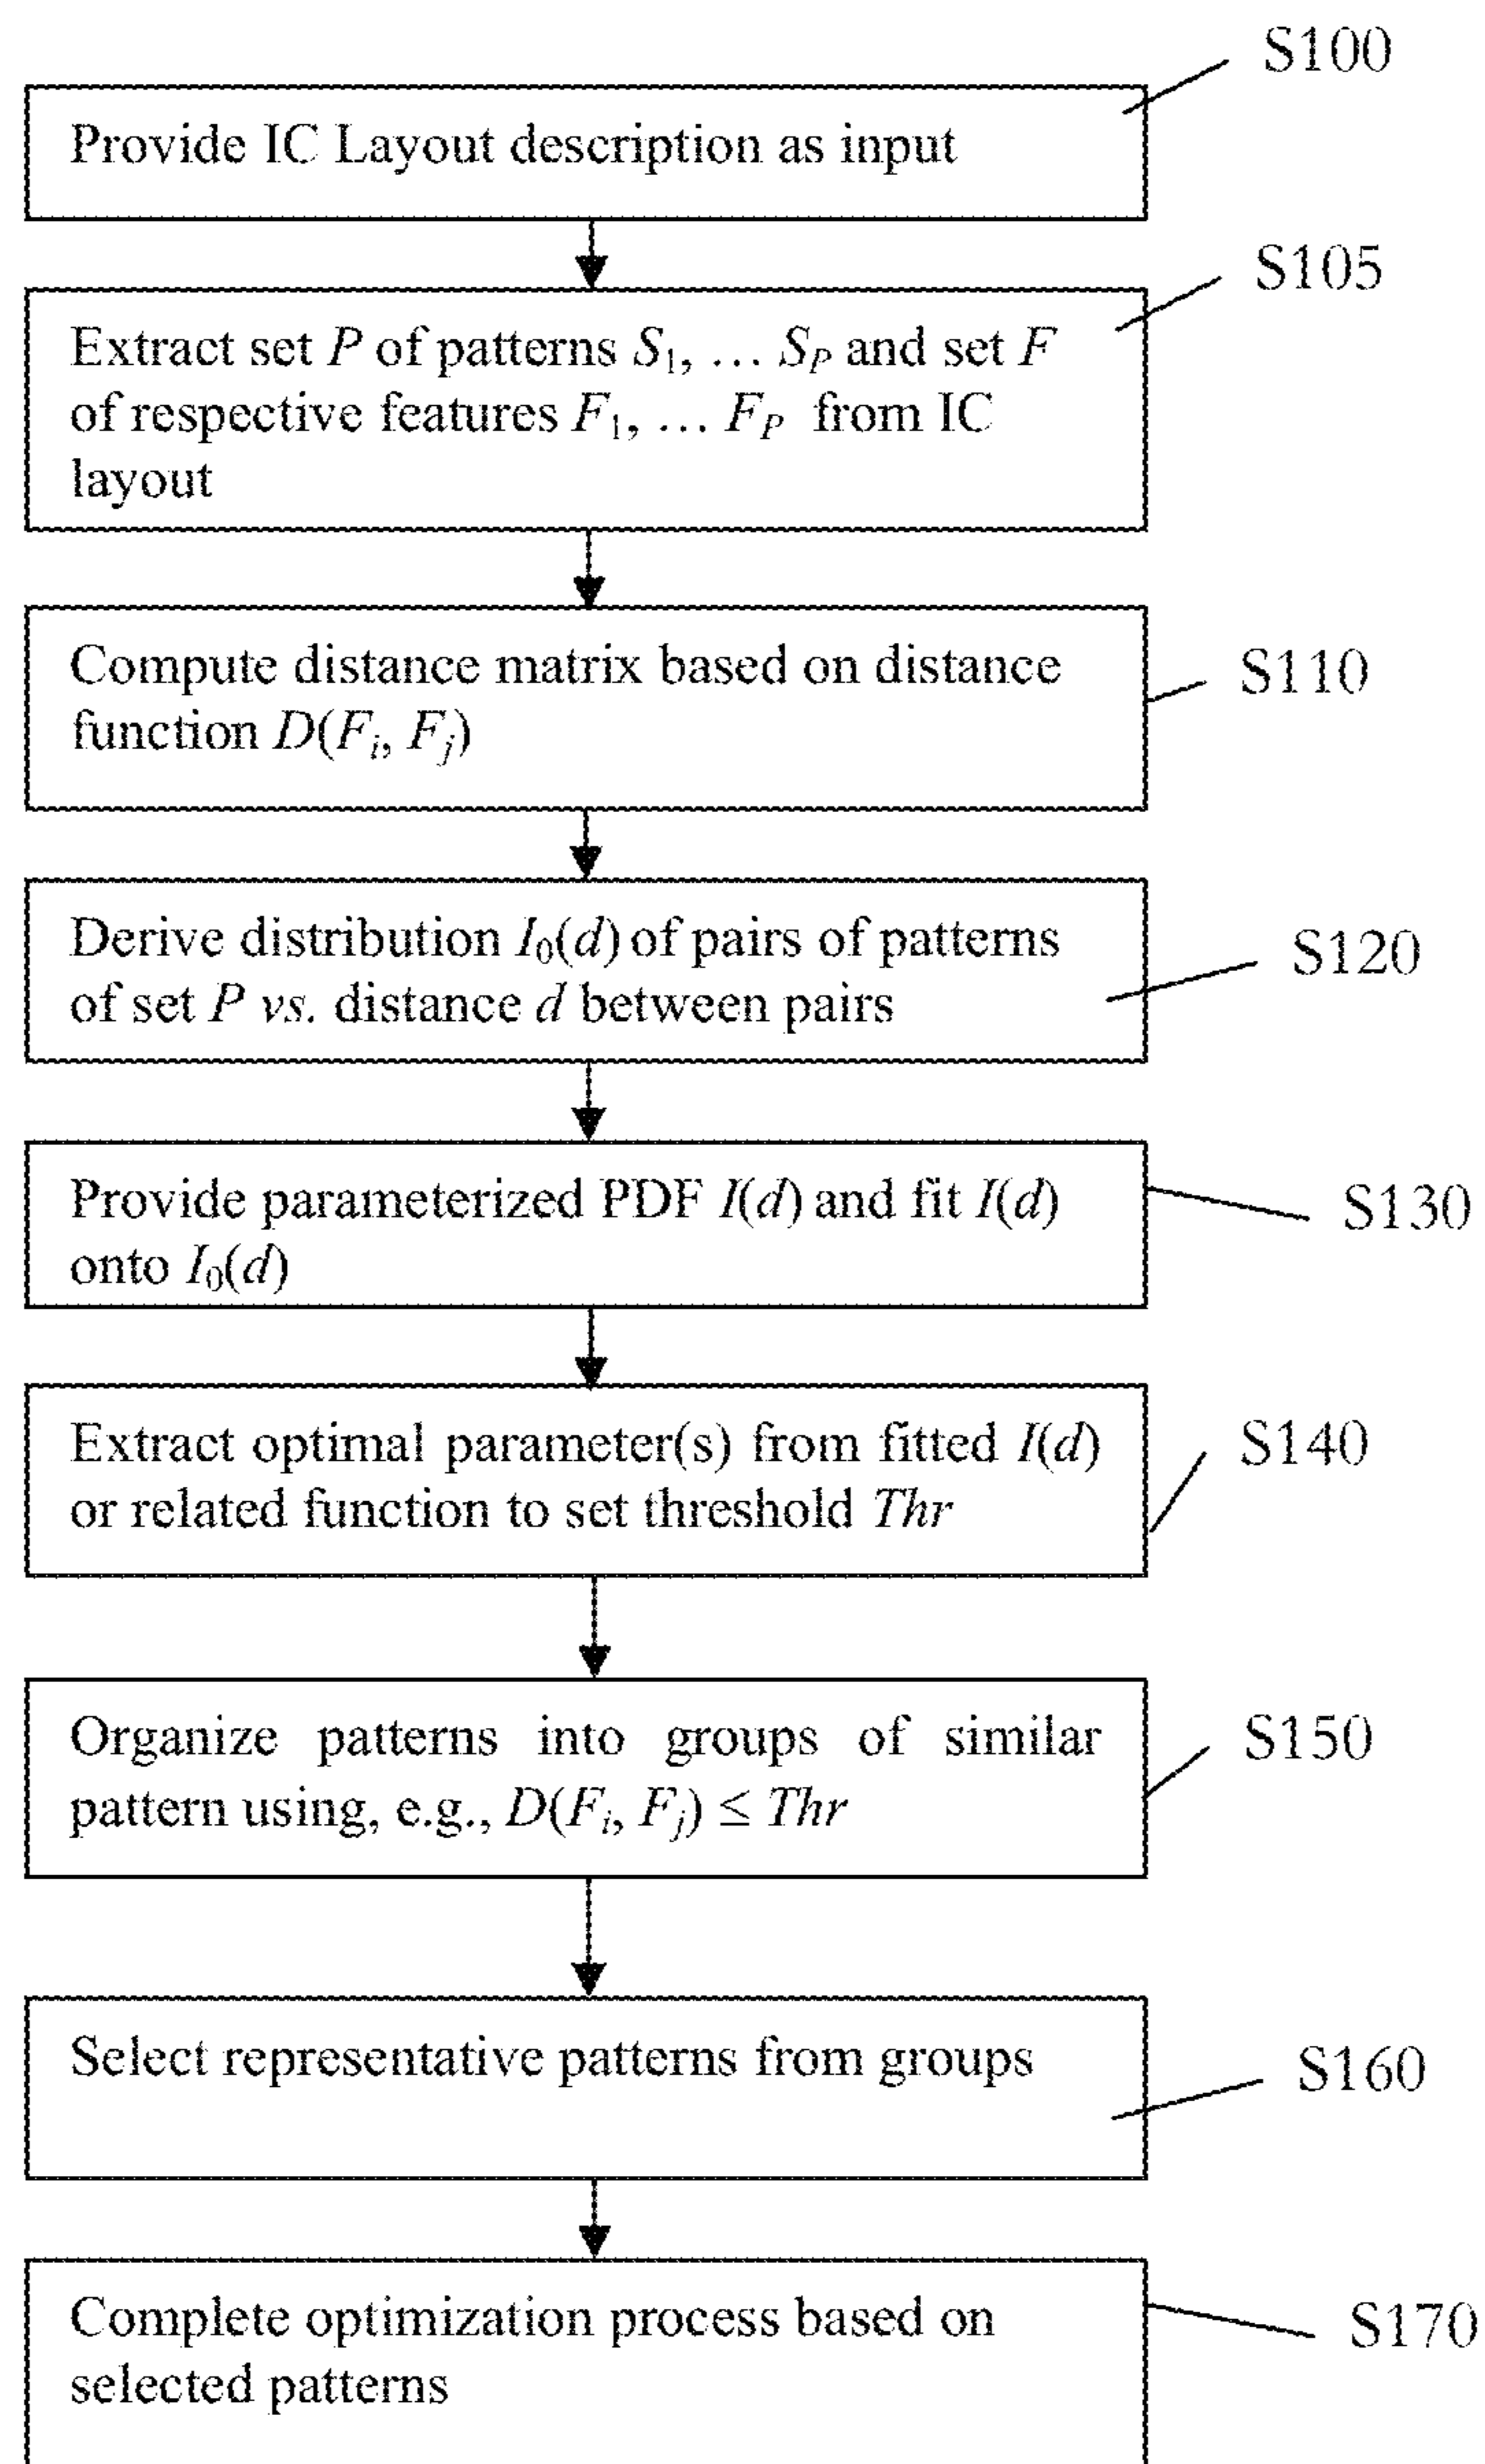 S100
Provide IC Layout description as input
S105
Extract set P of patterns S₁, … Sₚ and set F
of respective features F₁, … Fₚ from IC
layout
Compute distance matrix based on distance
function D(Fᵢ, Fⱼ)
S110
Derive distribution I₀(d) of pairs of patterns
of set P vs. distance d between pairs
S120
Provide parameterized PDF I(d) and fit I(d)
onto I₀(d)
S130
Extract optimal parameter(s) from fitted I(d)
or related function to set threshold Thr
S140
Organize patterns into groups of similar
pattern using, e.g., D(Fᵢ, Fⱼ) ≤ Thr
S150
Select representative patterns from groups
S160
Complete optimization process based on
selected patterns
S170